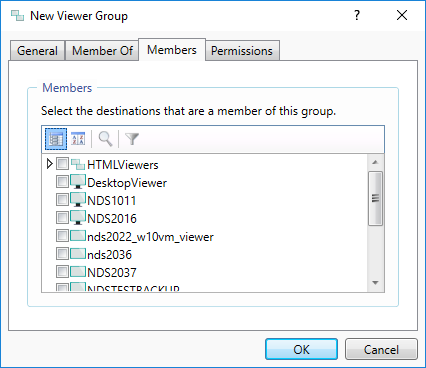 New Viewer Group
?
General Member Of Members Permissions
Members
Select the destinations that are a member of this group.
HTMLViewers
DesktopViewer
NDS1011
NDS2016
nds2022_w10vm_viewer
nds2036
NDS2037
NDSTESTBACKUP
OK Cancel